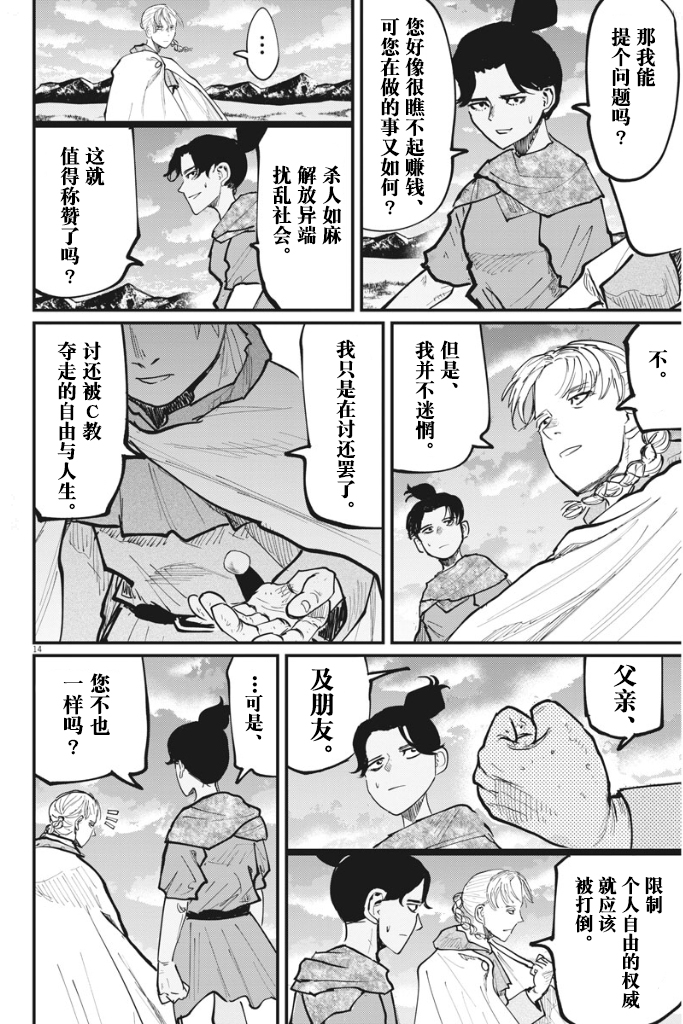 那我能
提个问题吗？
您好像很瞧不起赚钱、
可您在做的事又如何？
…
杀人如麻
解放异端
扰乱社会。
这就
值得称赞了吗？
不。
但是、
我并不迷惘。
我只是在讨还罢了。
讨还被C教
夺走的自由与人生。
14
父亲、
及朋友。
限制
个人自由的权威
就应该
被打倒。
…可是、
您不也
一样吗？